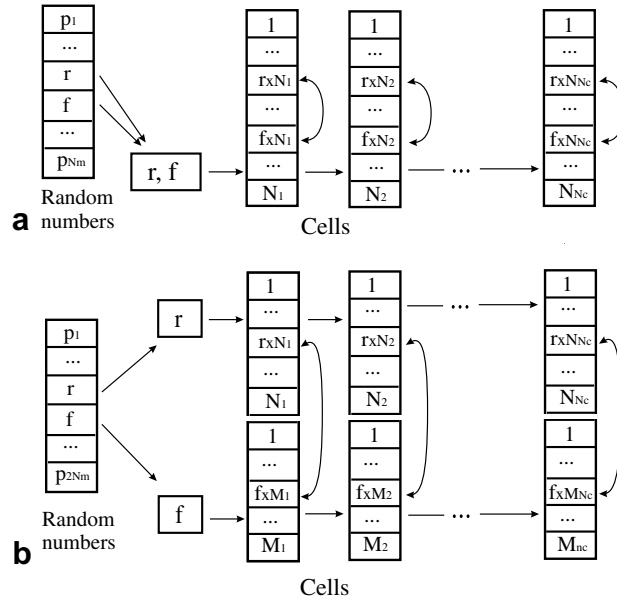 p1
...
r
f
...
pNm
Random
numbers
r, f
1
...
rxN1
...
fxN1
...
N1
1
...
rxN2
...
fxN2
...
N2
...
1
...
rxNNc
...
fxNNc
...
NNc
a
Cells
p1
...
r
f
...
p2Nm
Random
numbers
r
f
1
...
rxN1
...
N1
1
...
fxM1
...
M1
1
...
rxN2
...
N2
1
...
fxM2
...
M2
...
...
1
...
rxNNc
...
NNc
1
...
fxMNc
...
Mnc
b
Cells